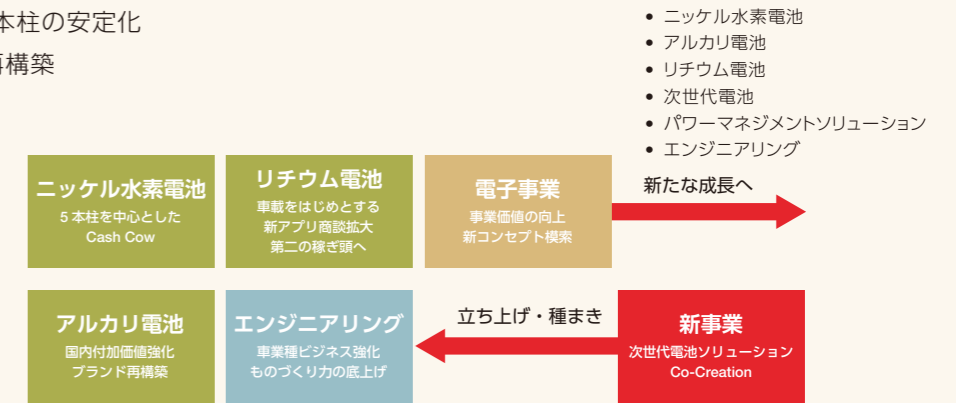 本柱の安定化
再構築
• ニッケル水素電池
• アルカリ電池
• リチウム電池
• 次世代電池
• パワーマネジメントソリューション
• エンジニアリング
ニッケル水素電池
5 本柱を中心とした
Cash Cow
リチウム電池
車載をはじめとする
新アプリ商談拡大
第二の稼ぎ頭へ
電子事業
事業価値の向上
新コンセプト模索
新たな成長へ
アルカリ電池
国内付加価値強化
ブランド再構築
エンジニアリング
車業種ビジネス強化
ものづくり力の底上げ
立ち上げ・種まき
新事業
次世代電池ソリューション
Co-Creation